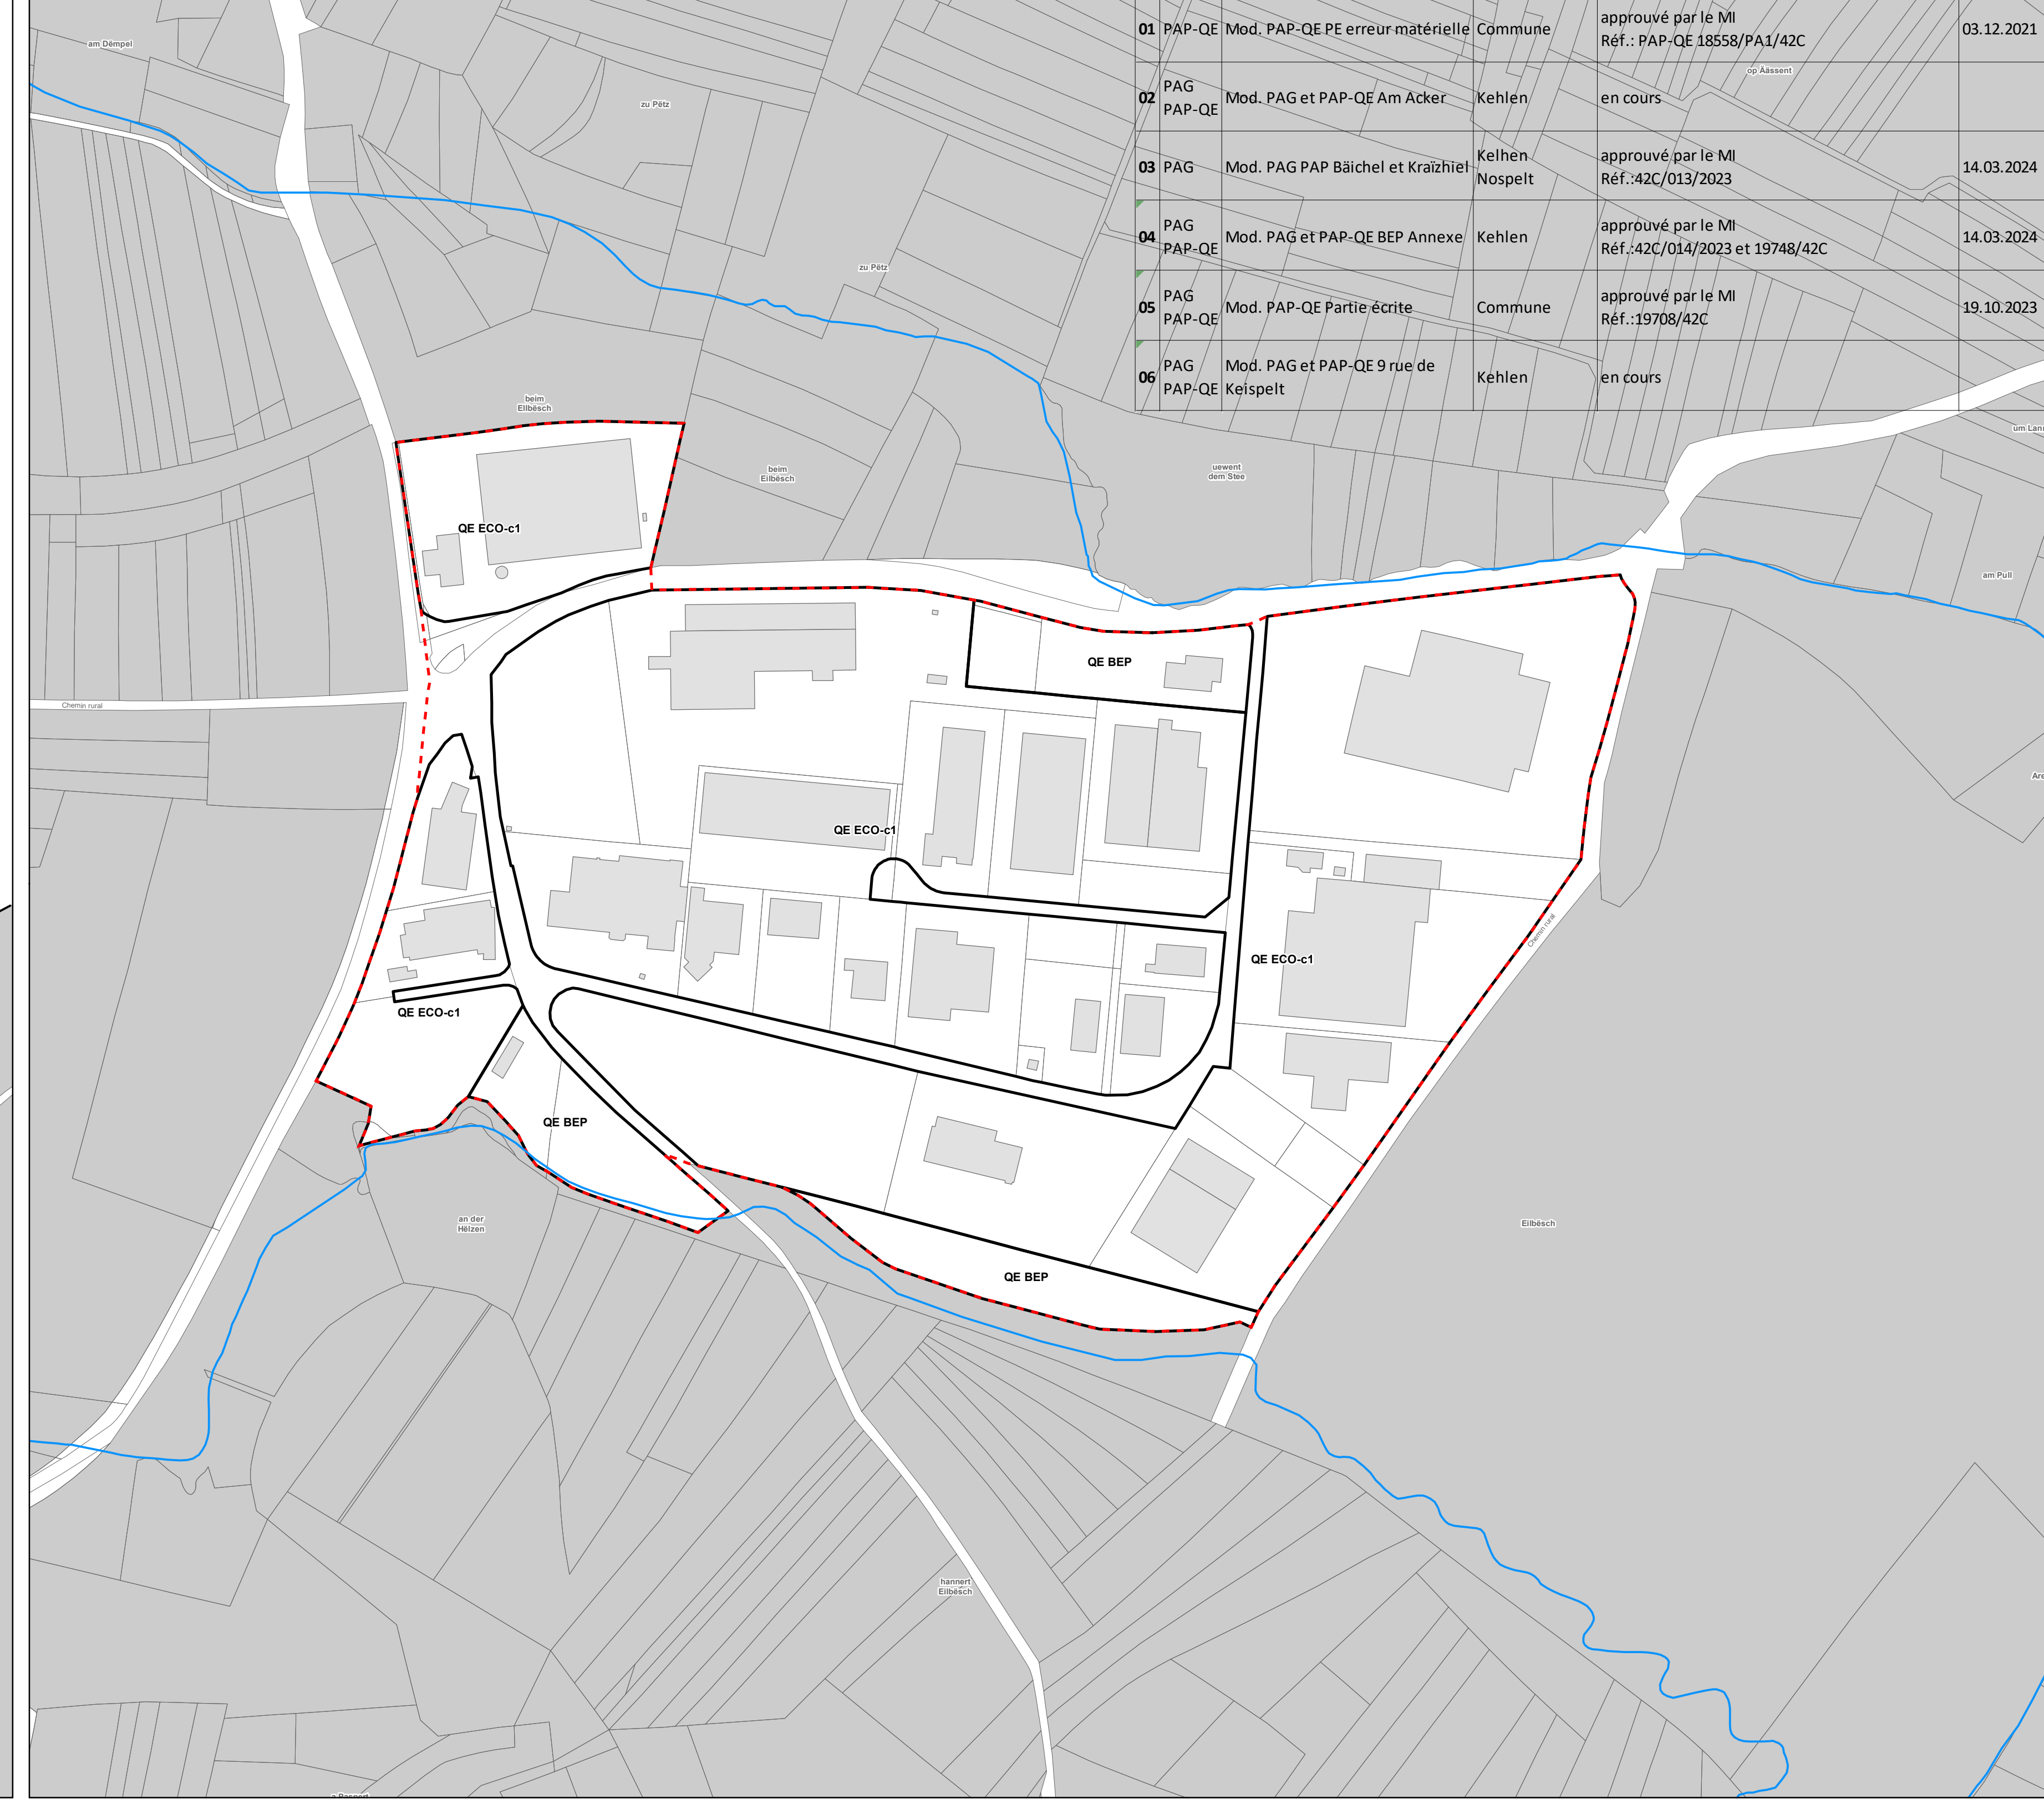 01 PAP-QE Mod. PAP-QE PE erreur matérielle Commune approuvé par le MI
Réf.: PAP-QE 18558/PA1/42C 03.12.2021
02 PAG
PAP-QE Mod. PAG et PAP-QE Am Acker Kehlen en cours
03 PAG Mod. PAG PAP Bäichel et Kraïzhiel Kelhen
Nospelt approuvé par le MI
Réf.:42C/013/2023 14.03.2024
04 PAG
PAP-QE Mod. PAG et PAP-QE BEP Annexe Kehlen approuvé par le MI
Réf.:42C/014/2023 et 19748/42C 14.03.2024
05 PAG
PAP-QE Mod. PAP-QE Partie écrite Commune approuvé par le MI
Réf.:19708/42C 19.10.2023
06 PAG
PAP-QE Mod. PAG et PAP-QE 9 rue de
Keispelt Kehlen en cours
am Dëmpel
op Äässent
zu Pëtz
zu Pëtz
beim
Eilbësch
um Lann
beim
Eilbësch
uewent
dem Stee
QE ECO-c1
am Pull
QE BEP
Chemin rural
Are
QE ECO-c1
Chemin rural
QE ECO-c1
QE ECO-c1
QE BEP
an der
Hëlzen
Eilbësch
QE BEP
hannert
Eilbësch